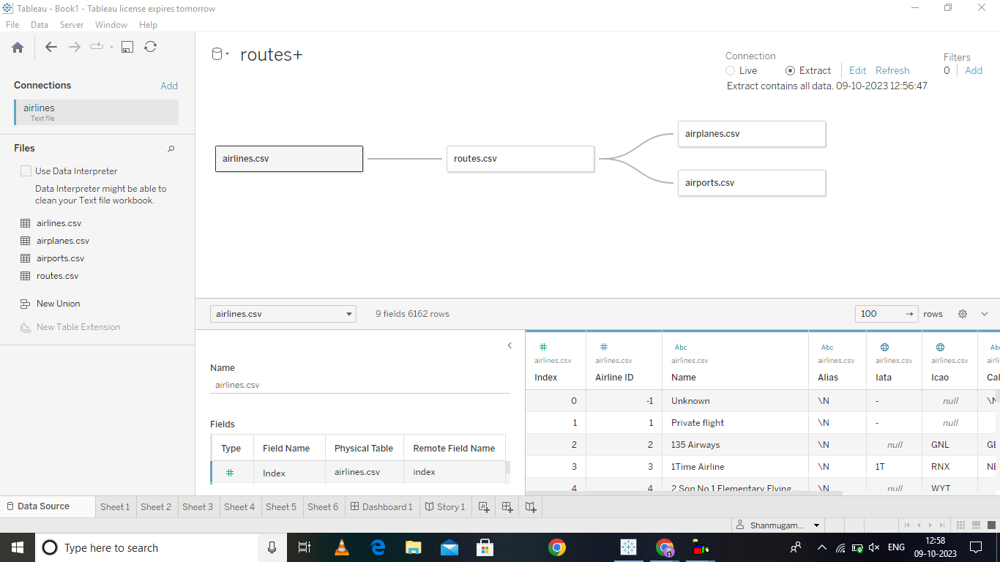 Tableau - Book1 - Tableau license expires tomorrow
File Data Server Window Help
routes+
Connection
Live Extract Edit Refresh
Extract contains all data. 09-10-2023 12:56:47
Filters
0 Add
Connections Add
airlines
Text file
Files
Use Data Interpreter
Data Interpreter might be able to
clean your Text file workbook.
airlines.csv
airplanes.csv
airports.csv
routes.csv
New Union
New Table Extension
airlines.csv
routes.csv
airplanes.csv
airports.csv
airlines.csv 9 fields 6162 rows 100 rows
Name
airlines.csv
Fields
Type Field Name Physical Table Remote Field Name
Index airlines.csv index
Abc Abc
airlines.csv airlines.csv airlines.csv airlines.csv airlines.csv airlines.csv
Index Airline ID Name Alias Iata Icao
0 -1 Unknown \N - null
1 1 Private flight \N - null
2 2 135 Airways \N null GNL
3 3 1Time Airline \N 1T RNX
4 4 2 Sqn No 1 Elementary Flying... \N null WYT
Data Source Sheet 1 Sheet 2 Sheet 3 Sheet 4 Sheet 5 Sheet 6 Dashboard 1 Story 1
Shanmugam...
Type here to search
ENG
12:58
09-10-2023